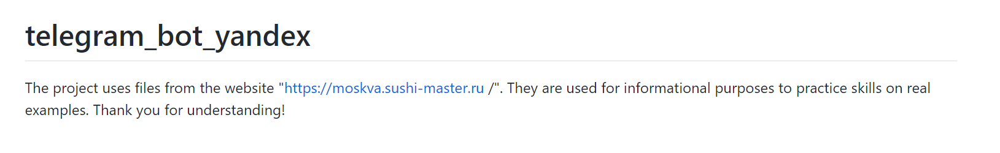 telegram_bot_yandex
The project uses files from the website "https://moskva.sushi-master.ru /". They are used for informational purposes to practice skills on real
examples. Thank you for understanding!